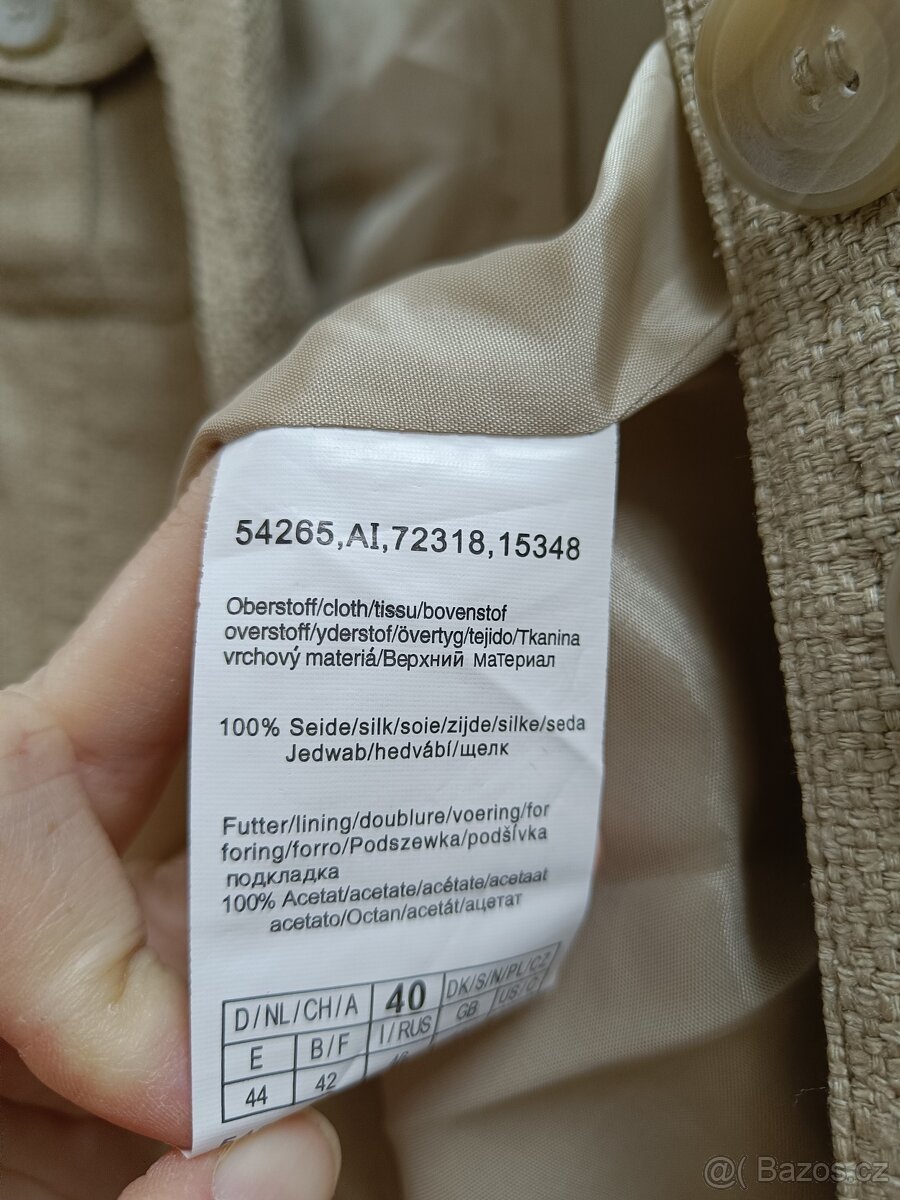 54265,AI,72318,15348
Oberstoff/cloth/tissu/bovenstof
overstoff/yderstof/övertyg/tejido/Tkanina
vrchový materiá/Верхний материал
100% Seide/silk/soie/zijde/silke/seda
Jedwab/hedvábí/щелк
Futter/lining/doublure/voering/for
foring/forro/Podszewka/podšívka
подкладка
100% Acetat/acetate/acétate/acetaat
acetato/Octan/acetát/ацетат
D/NL/CH/A 40 DK/S/N/PL/CZ
E B/F I/RUS GB US/C
44 42
@( Bazos.cz